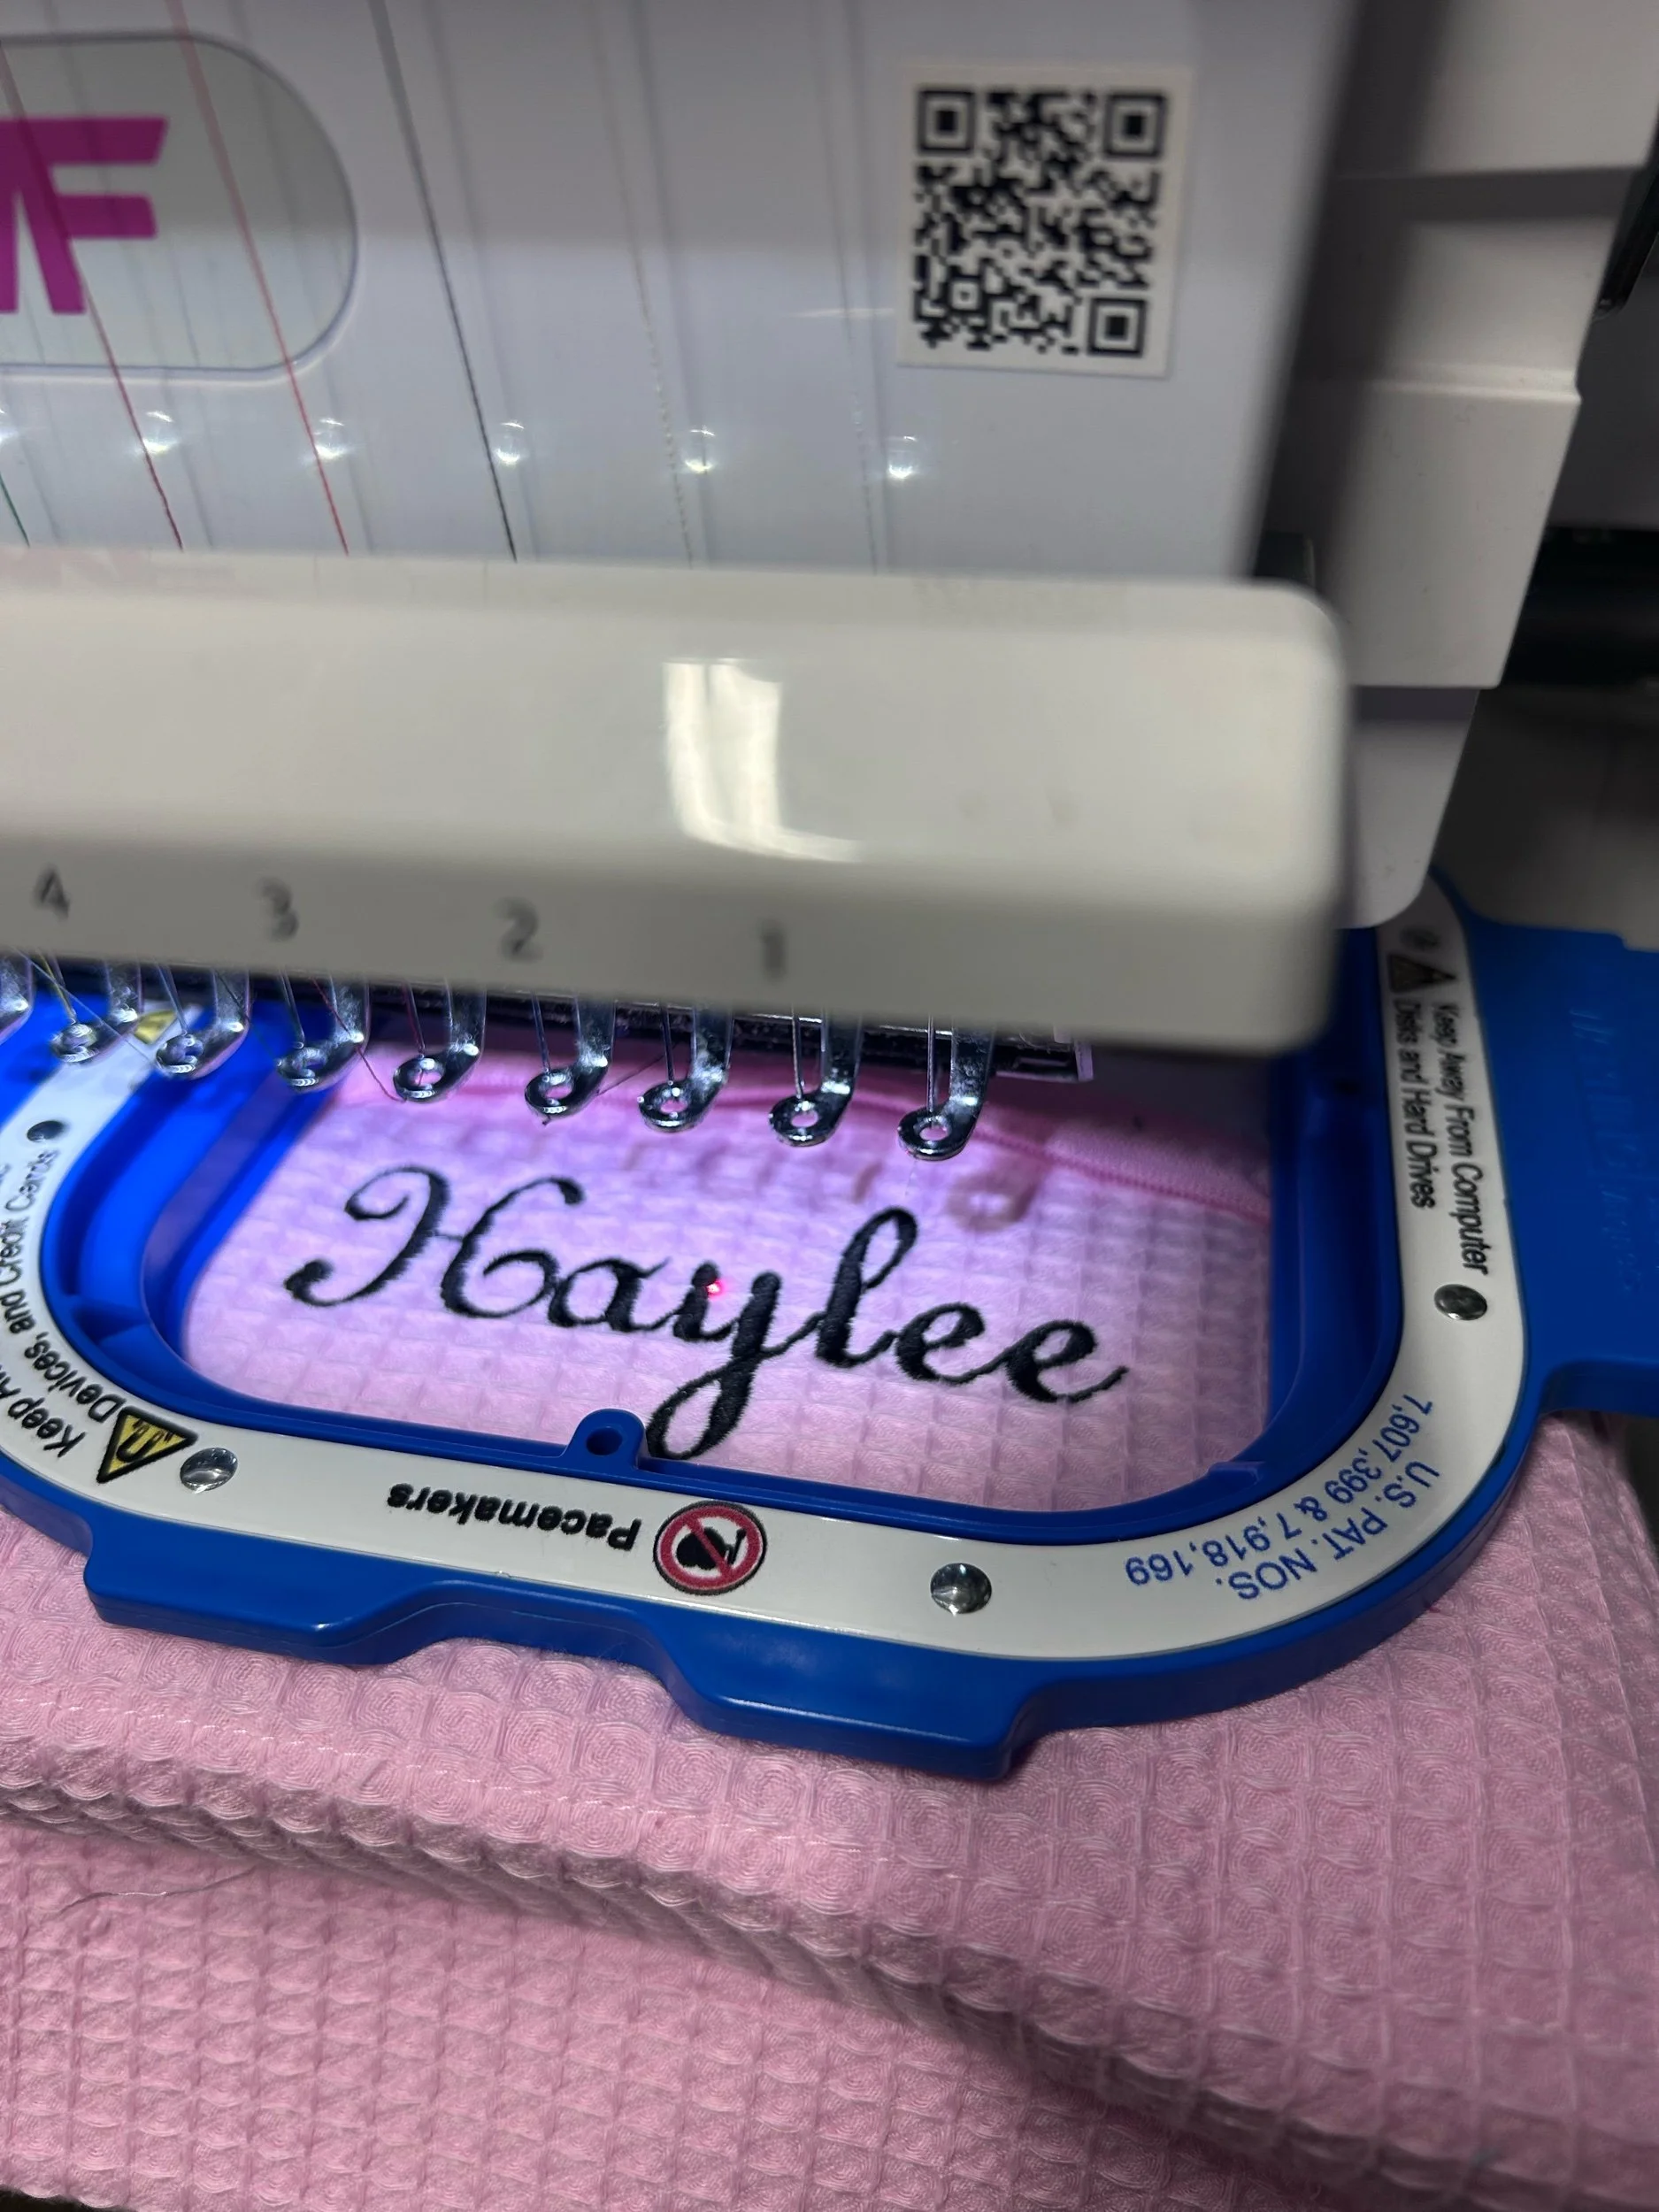 4 3 2 1
Keep Away From Computer
Disks and Hard Drives
Haylee
Devices, and Credit Cards
Keep
Pacemakers
U.S. PAT. NOS.
7,607,399 & 7,918,169